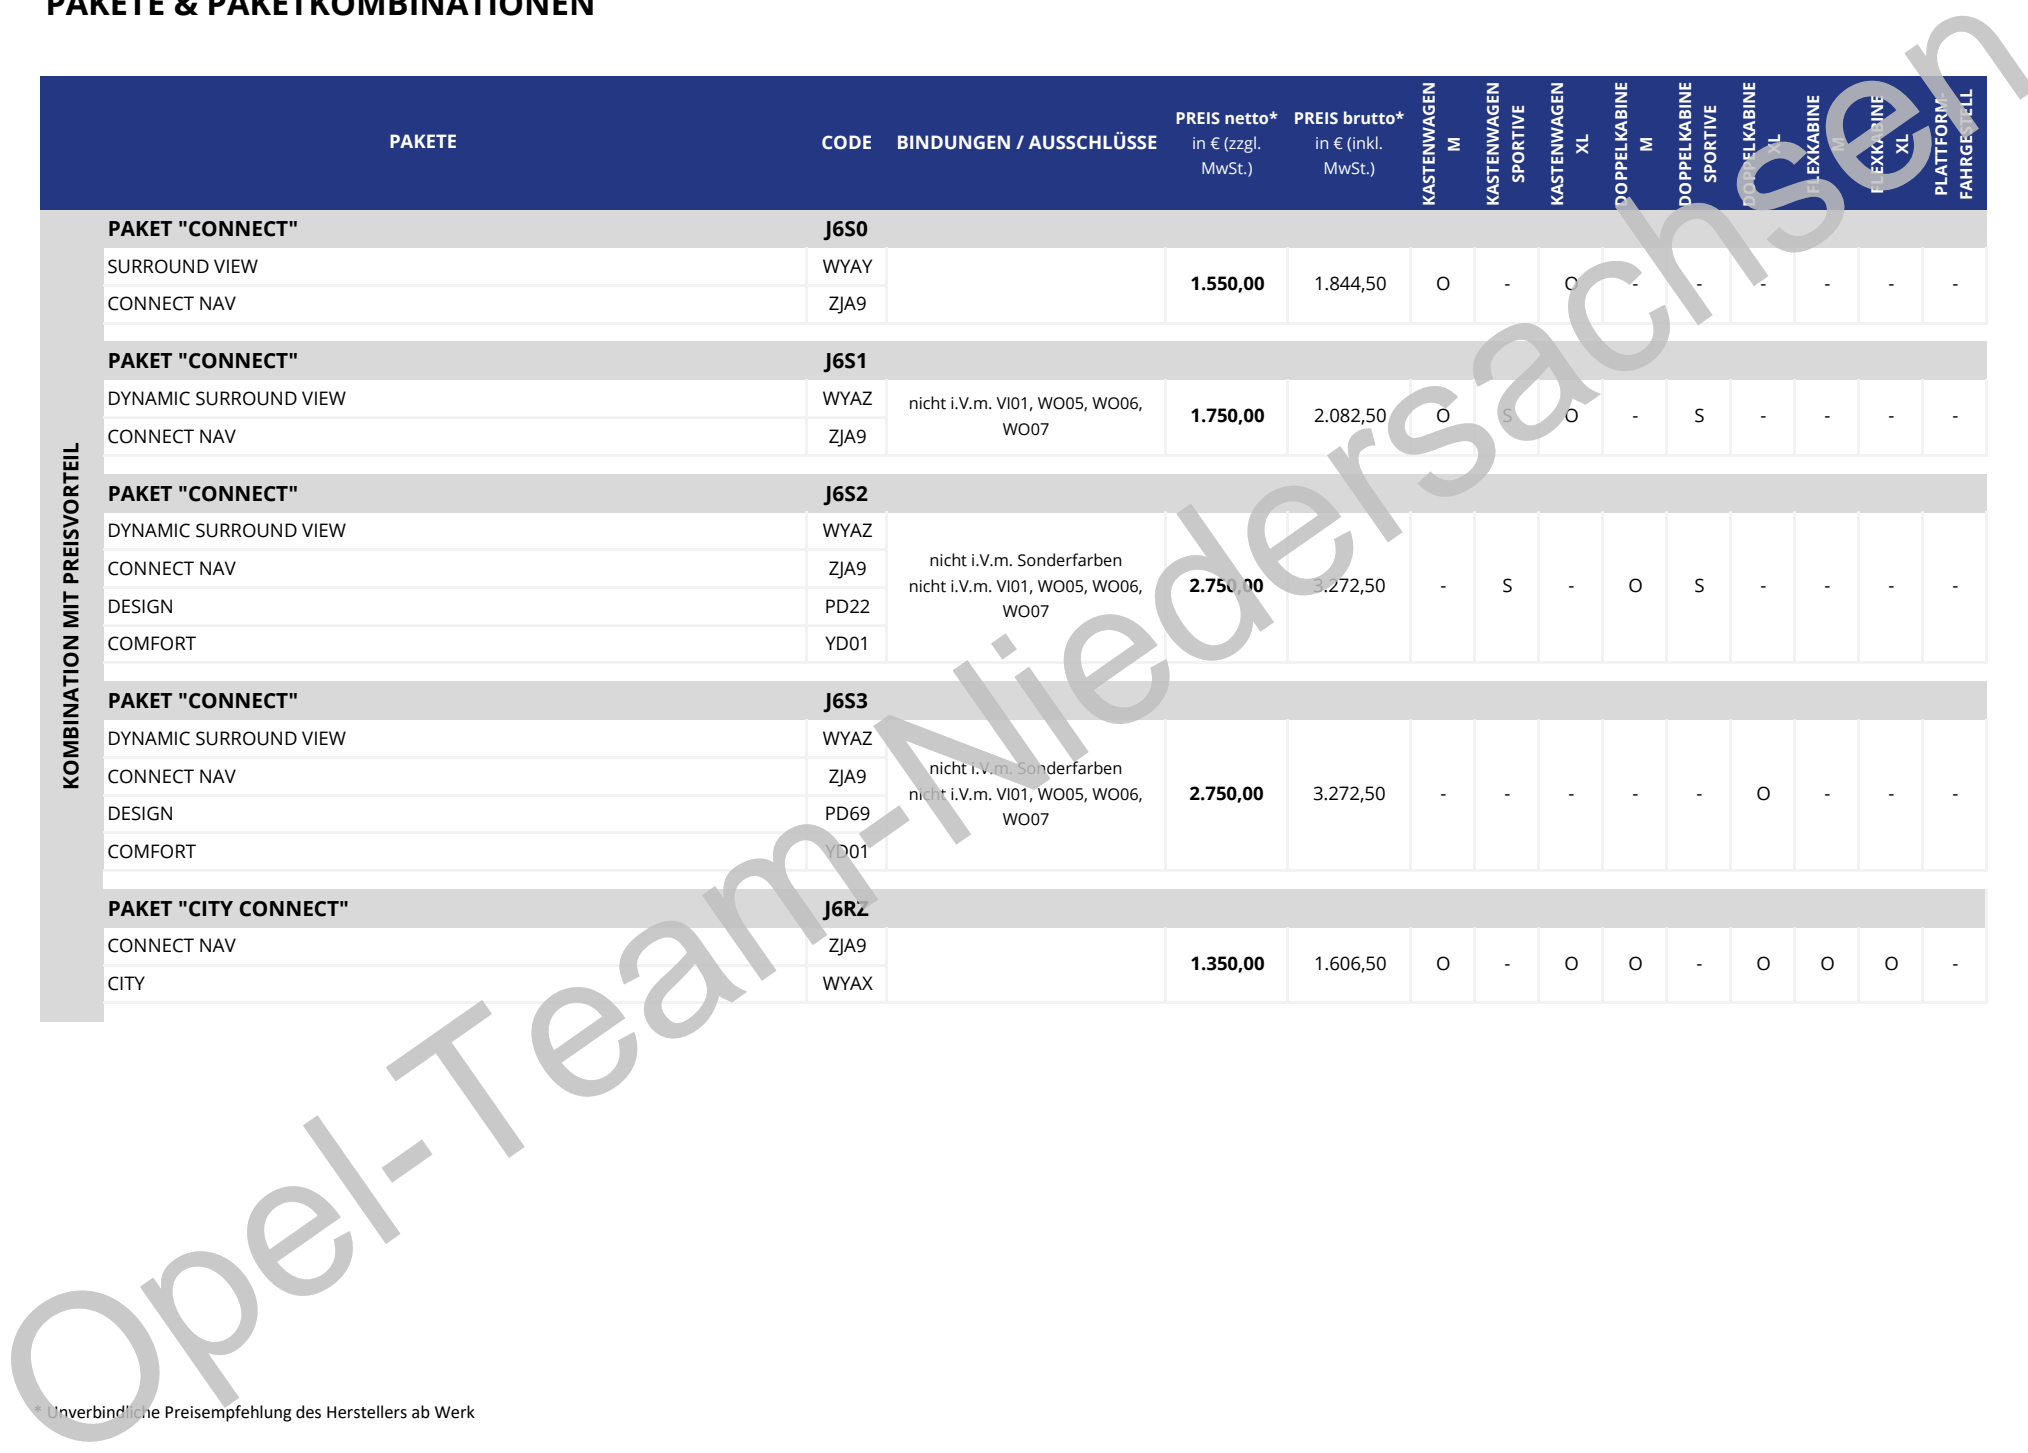 PAKETE & PAKETKOMBINATIONEN
PAKETE CODE BINDUNGEN / AUSSCHLÜSSE PREIS netto* in € (zzgl. MwSt.) PREIS brutto* in € (inkl. MwSt.) KASTENWAGEN M KASTENWAGEN SPORTIVE KASTENWAGEN XL DOPPELKABINE M DOPPELKABINE SPORTIVE DOPPELKABINE XL FLEXKABINE M FLEXKABINE XL PLATTFORM-FAHRGESTELL
KOMBINATION MIT PREISVORTEIL
PAKET "CONNECT" J6S0
SURROUND VIEW WYAY
CONNECT NAV ZJA9
1.550,00 1.844,50 O - O - - - - - -
PAKET "CONNECT" J6S1
DYNAMIC SURROUND VIEW WYAZ
CONNECT NAV ZJA9
nicht i.V.m. VI01, WO05, WO06,
WO07
1.750,00 2.082,50 O S O - S - - - -
PAKET "CONNECT" J6S2
DYNAMIC SURROUND VIEW WYAZ
CONNECT NAV ZJA9
DESIGN PD22
COMFORT YD01
nicht i.V.m. Sonderfarben
nicht i.V.m. VI01, WO05, WO06,
WO07
2.750,00 3.272,50 - S - O S - - - -
PAKET "CONNECT" J6S3
DYNAMIC SURROUND VIEW WYAZ
CONNECT NAV ZJA9
DESIGN PD69
COMFORT YD01
nicht i.V.m. Sonderfarben
nicht i.V.m. VI01, WO05, WO06,
WO07
2.750,00 3.272,50 - - - - - O - - -
PAKET "CITY CONNECT" J6RZ
CONNECT NAV ZJA9
CITY WYAX
1.350,00 1.606,50 O - O O - O O O -
* Unverbindliche Preisempfehlung des Herstellers ab Werk
Opel-Team-Niedersachsen